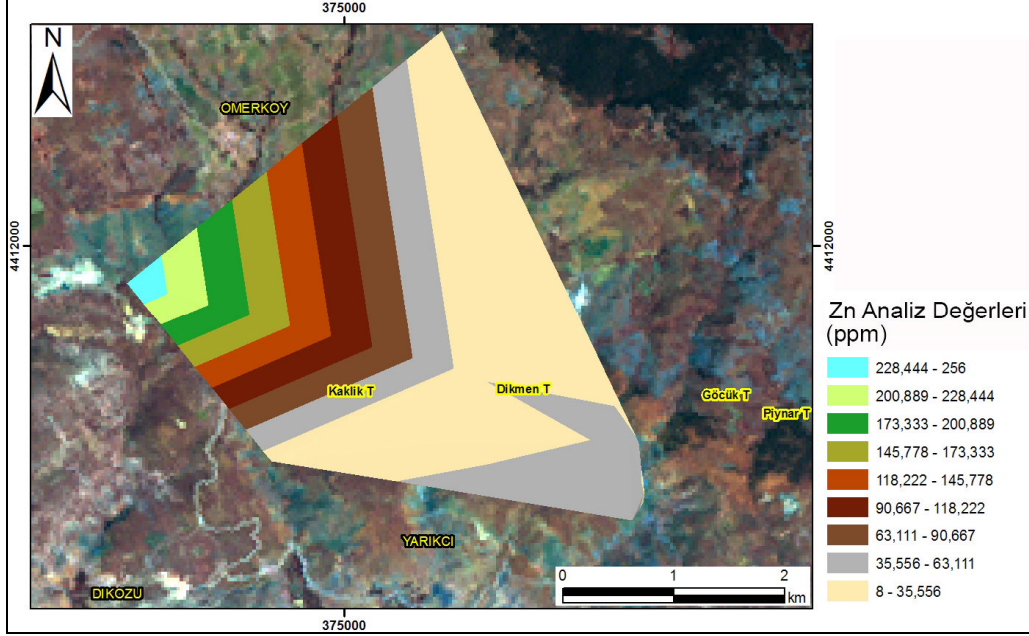 375000
N
OMERKOY
4412000
4412000
Kaklik T
Dikmen T
Göcük T
Piynar T
YARIKCI
DIKOZU
0 1 2
km
375000
Zn Analiz Değerleri
(ppm)
228,444 - 256
200,889 - 228,444
173,333 - 200,889
145,778 - 173,333
118,222 - 145,778
90,667 - 118,222
63,111 - 90,667
35,556 - 63,111
8 - 35,556